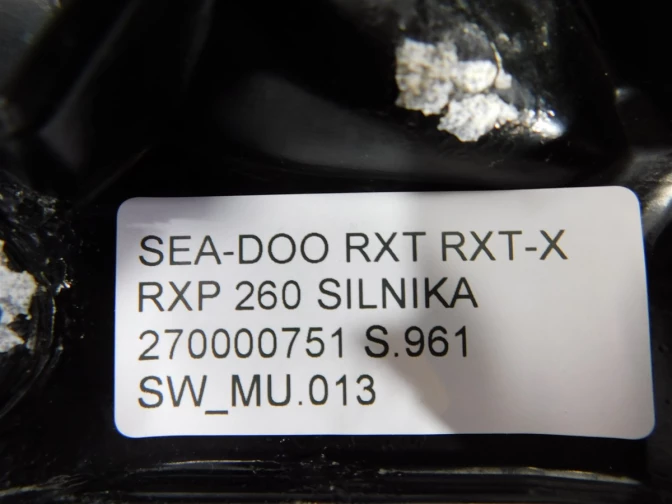 SEA-DOO RXT RXT-X
RXP 260 SILNIKA
270000751 S.961
SW_MU.013